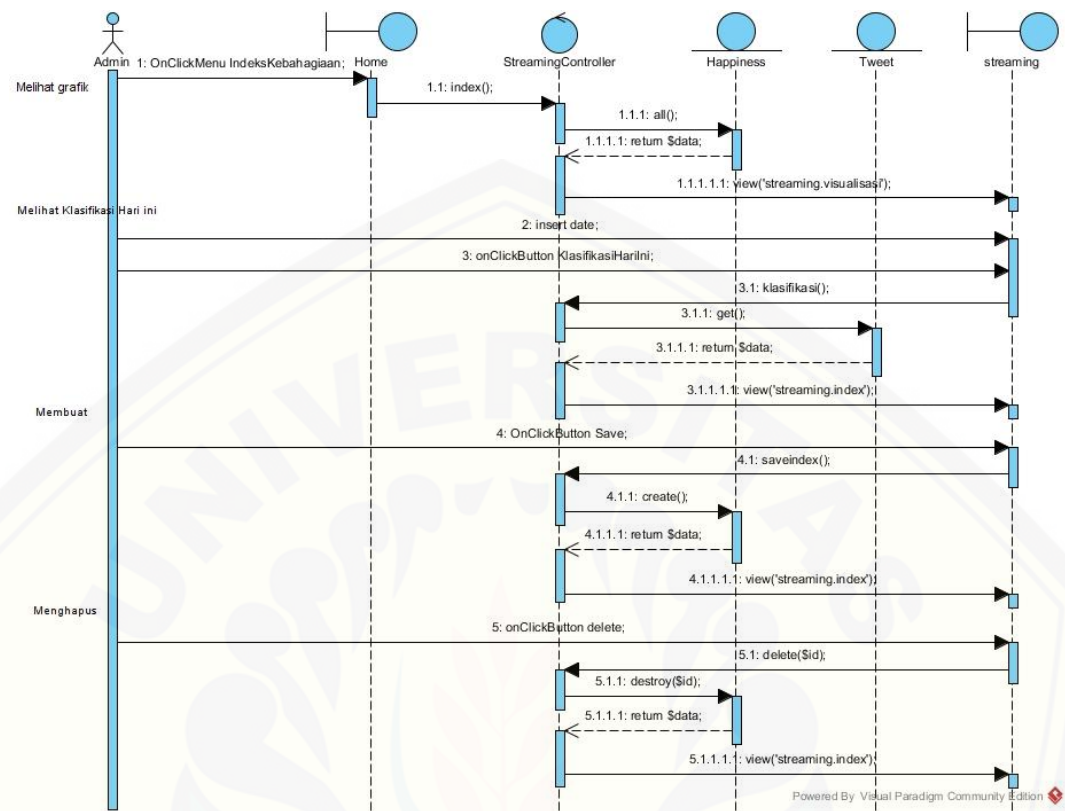 Admin
Home
StreamingController
Happiness
Tweet
streaming
1: OnClickMenu IndeksKebahagiaan;
Melihat grafik
1.1: index();
1.1.1: all();
1.1.1.1: return $data;
1.1.1.1.1: view('streaming.visualisasi');
Melihat Klasifikasi Hari ini
2: insert date;
3: onClickButton KlasifikasiHariIni;
3.1: klasifikasi();
3.1.1: get();
3.1.1.1: return $data;
3.1.1.1.1: view('streaming.index');
Membuat
4: OnClickButton Save;
4.1: saveindex();
4.1.1: create();
4.1.1.1: return $data;
4.1.1.1.1: view('streaming.index');
Menghapus
5: onClickButton delete;
5.1: delete($id);
5.1.1: destroy($id);
5.1.1.1: return $data;
5.1.1.1.1: view('streaming.index');
UNIVERSITAS
Powered By Visual Paradigm Community Edition